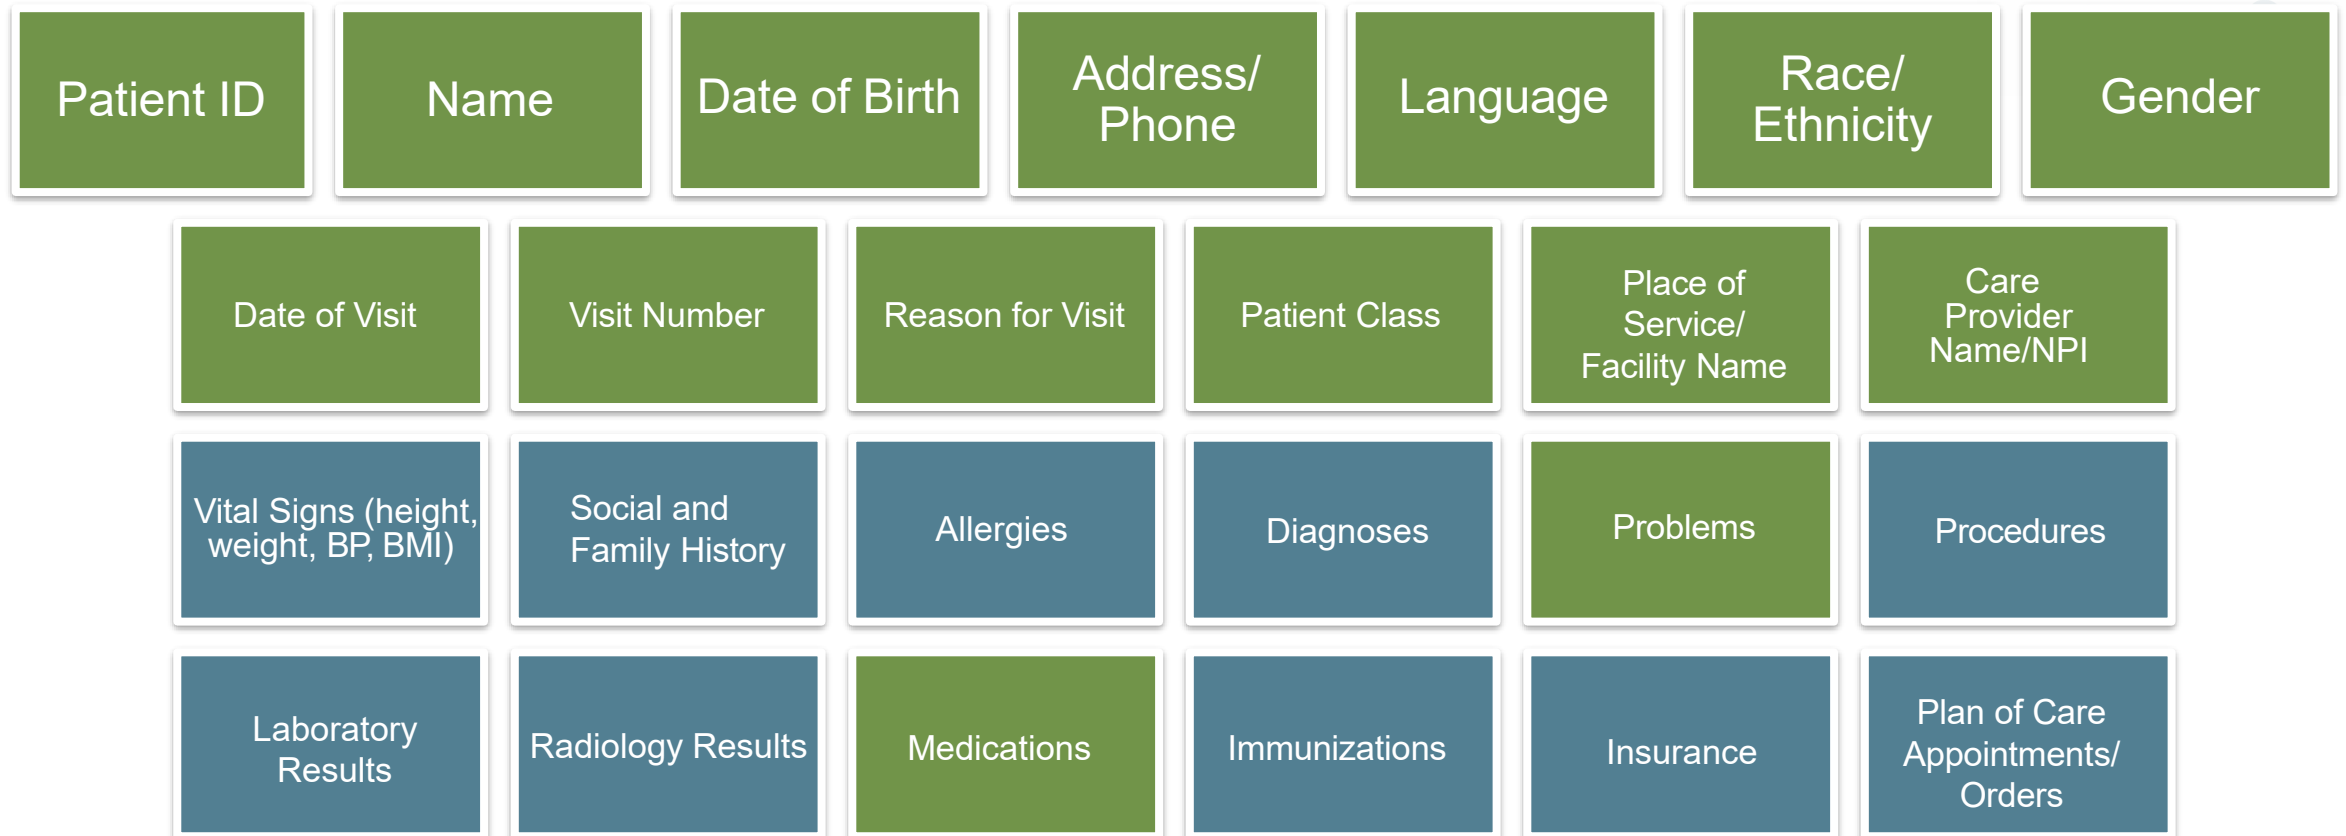 Patient ID
Name
Date of Birth
Address/
Phone
Language
Race/
Ethnicity
Gender
Date of Visit
Visit Number
Reason for Visit
Patient Class
Place of
Service/
Facility Name
Care
Provider
Name/NPI
Vital Signs (height,
weight, BP, BMI)
Social and
Family History
Allergies
Diagnoses
Problems
Procedures
Laboratory
Results
Radiology Results
Medications
Immunizations
Insurance
Plan of Care
Appointments/
Orders